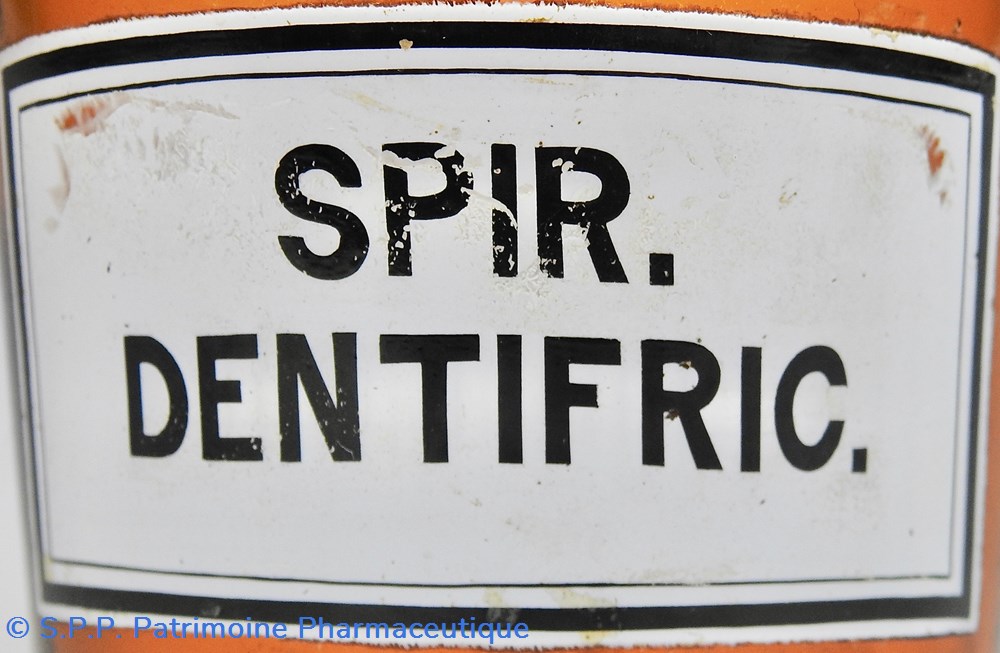 SPIR.
DENTIFRIC.
© S.P.P. Patrimoine Pharmaceutique